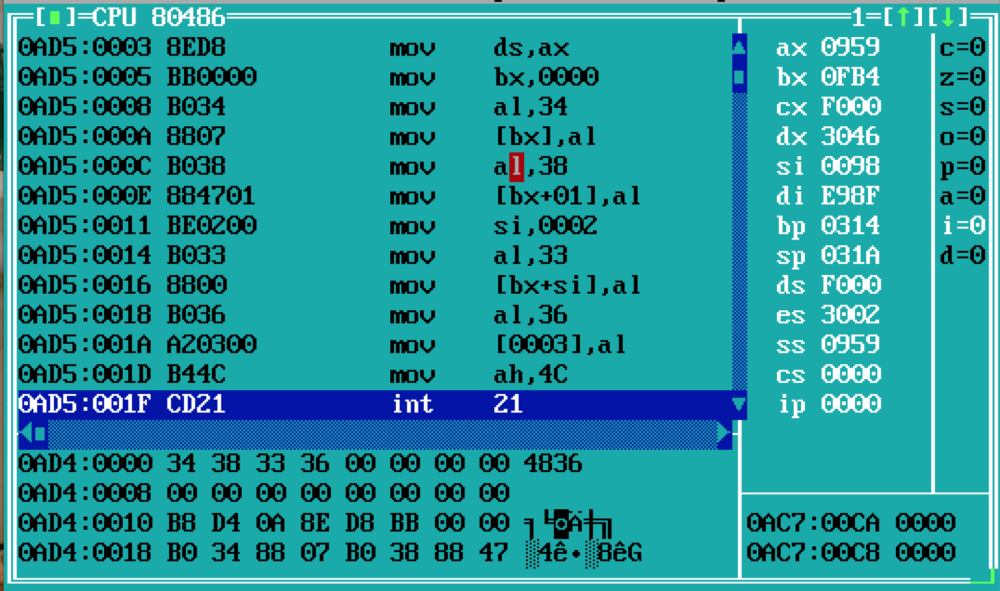 [■]=CPU 80486 1=[↑][↓]
0AD5:0003 8ED8 mov ds,ax ax 0959 c=0
0AD5:0005 BB0000 mov bx,0000 bx 0FB4 z=0
0AD5:0008 B034 mov al,34 cx F000 s=0
0AD5:000A 8807 mov [bx],al dx 3046 o=0
0AD5:000C B038 mov al,38 si 0098 p=0
0AD5:000E 884701 mov [bx+01],al di E98F a=0
0AD5:0011 BE0200 mov si,0002 bp 0314 i=0
0AD5:0014 B033 mov al,33 sp 031A d=0
0AD5:0016 8800 mov [bx+si],al ds F000
0AD5:0018 B036 mov al,36 es 3002
0AD5:001A A20300 mov [0003],al ss 0959
0AD5:001D B44C mov ah,4C cs 0000
0AD5:001F CD21 int 21 ip 0000
0AD4:0000 34 38 33 36 00 00 00 00 4836
0AD4:0008 00 00 00 00 00 00 00 00
0AD4:0010 B8 D4 0A 8E D8 BB 00 00 ╕╘◙Ä╪╗ 0AC7:00CA 0000
0AD4:0018 B0 34 88 07 B0 38 88 47 ░4ê•░8êG 0AC7:00C8 0000